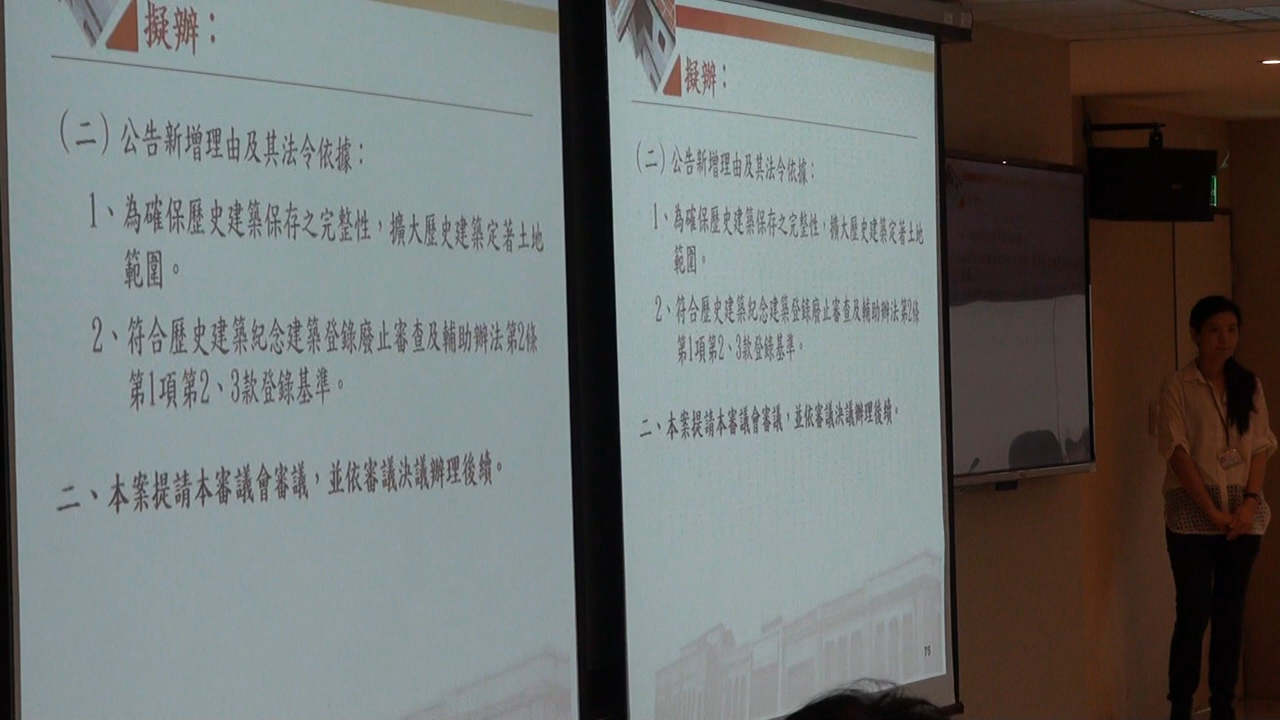 擬辦：
（二）公告新增理由及其法令依據：
1、為確保歷史建築保存之完整性，擴大歷史建築定著土地
範圍。
2、符合歷史建築紀念建築登錄廢止審查及輔助辦法第2條
第1項第2、3款登錄基準。
二、本案提請本審議會審議，並依審議決議辦理後續。
擬辦：
（二）公告新增理由及其法令依據：
1、為確保歷史建築保存之完整性，擴大歷史建築定著土地
範圍。
2、符合歷史建築紀念建築登錄廢止審查及輔助辦法第2條
第1項第2、3款登錄基準。
二、本案提請本審議會審議，並依審議決議辦理後續。
75